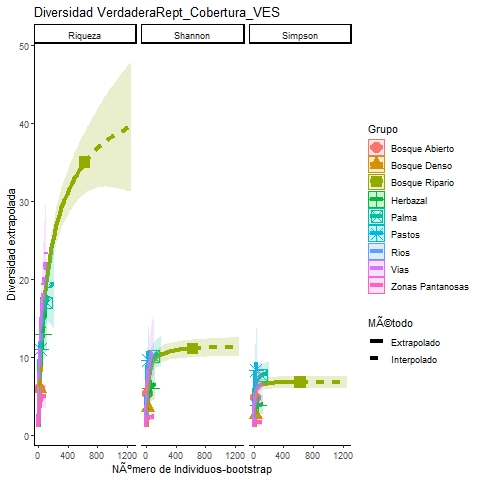 Diversidad VerdaderaRept_Cobertura_VES
Riqueza
Shannon
Simpson
Diversidad extrapolada
50
40
30
20
10
0
0 400 800 1200
0 400 800 1200
0 400 800 1200
NÃºmero de Individuos-bootstrap
Grupo
Bosque Abierto
Bosque Denso
Bosque Ripario
Herbazal
Palma
Pastos
Rios
Vias
Zonas Pantanosas
MÃ©todo
Extrapolado
Interpolado